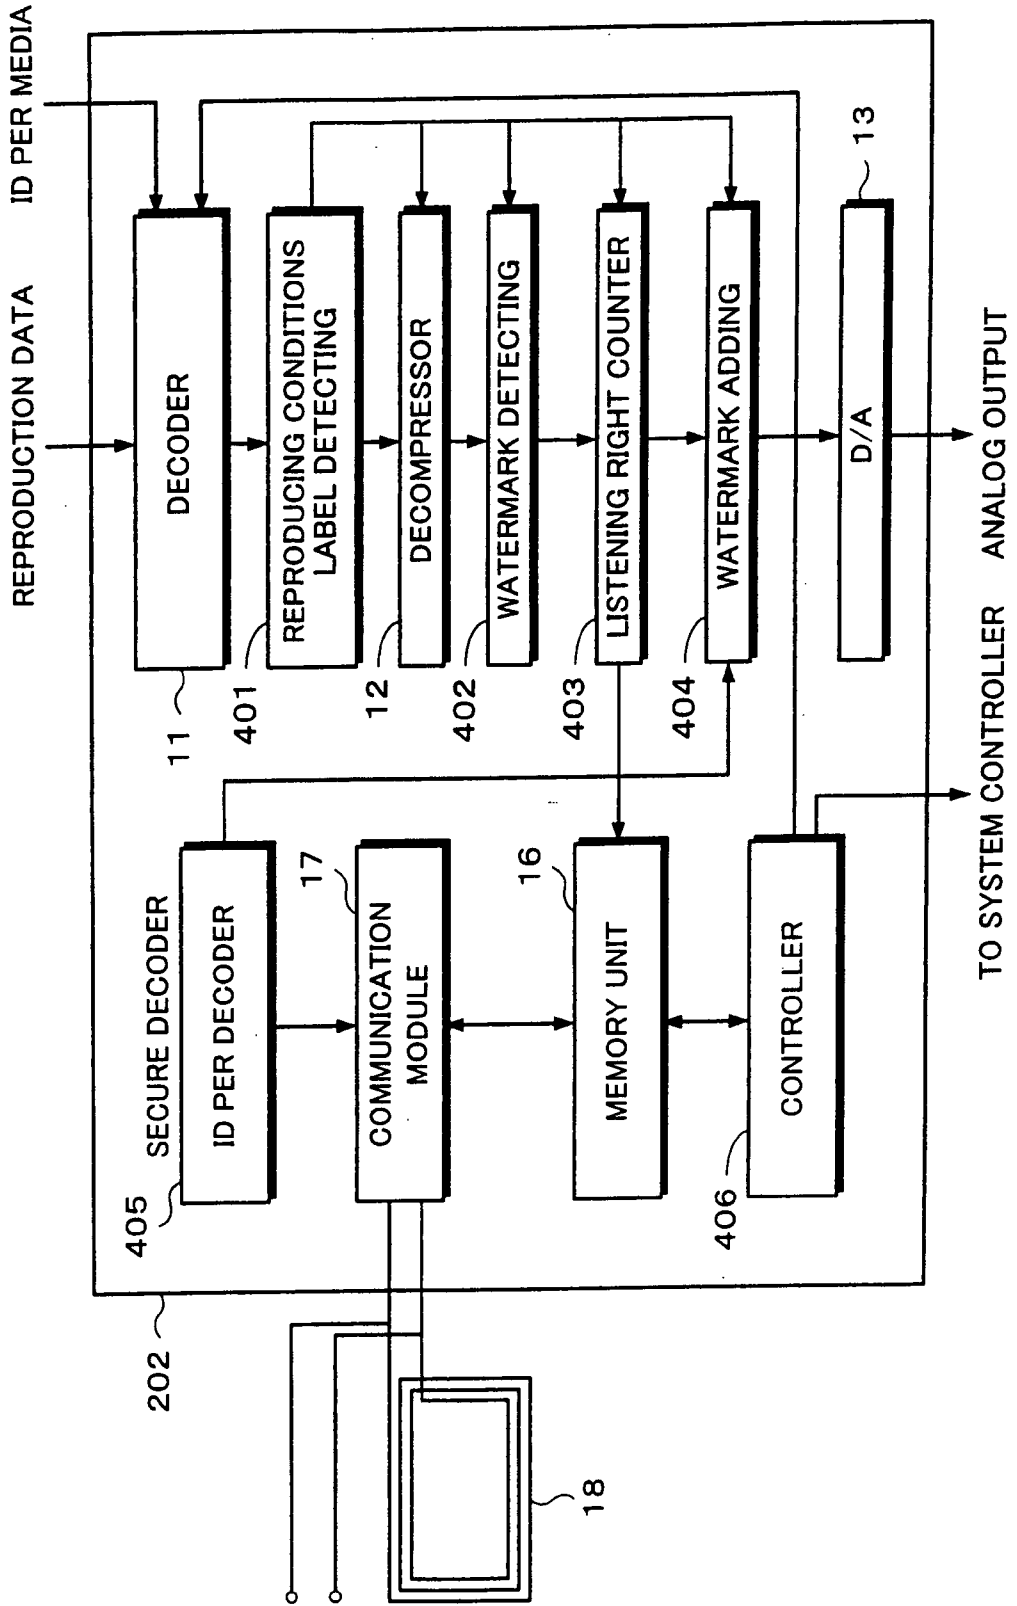 REPRODUCTION DATA
ID PER MEDIA
202
SECURE DECODER
405
ID PER DECODER
11
DECODER
401
REPRODUCING CONDITIONS
LABEL DETECTING
17
COMMUNICATION
MODULE
12
DECOMPRESSOR
402
WATERMARK DETECTING
18
16
MEMORY UNIT
403
LISTENING RIGHT COUNTER
404
WATERMARK ADDING
406
CONTROLLER
13
D/A
TO SYSTEM CONTROLLER
ANALOG OUTPUT